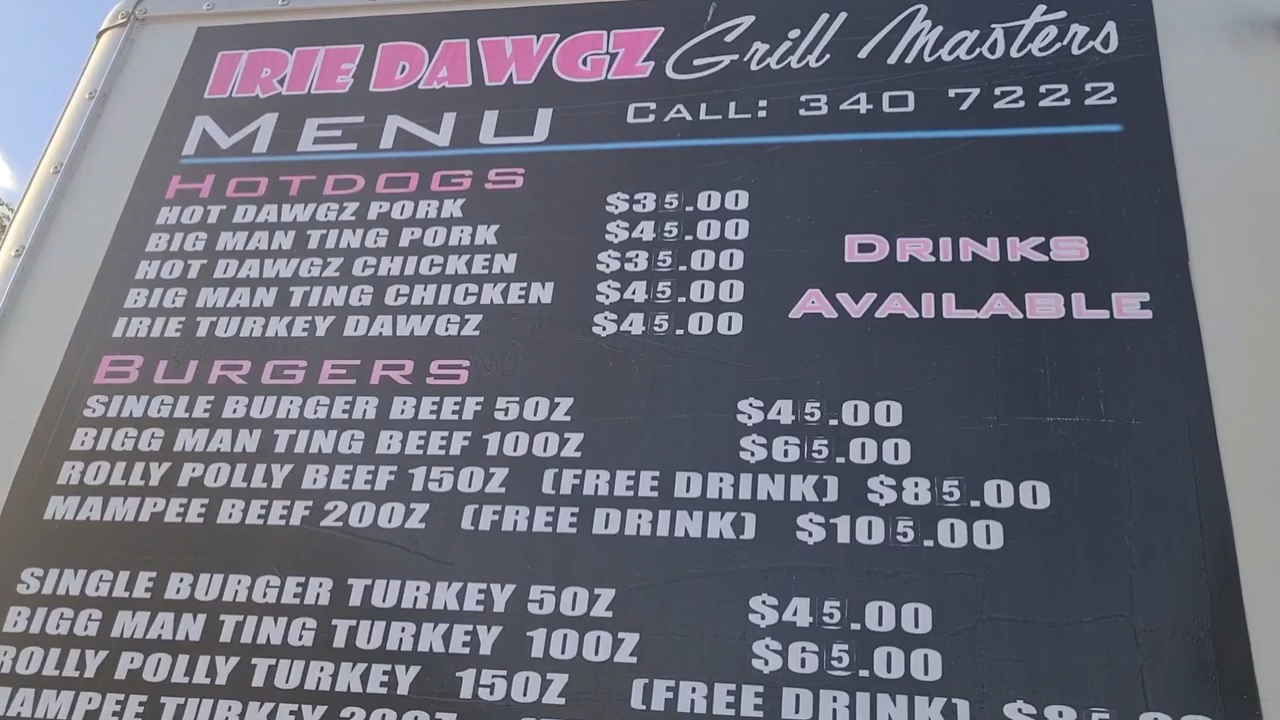 IRIE DAWGZ Grill Masters
MENU CALL: 340 7222
HOTDOGS
HOT DAWGZ PORK $35.00
BIG MAN TING PORK $45.00
HOT DAWGZ CHICKEN $35.00
BIG MAN TING CHICKEN $45.00
IRIE TURKEY DAWGZ $45.00
DRINKS
AVAILABLE
BURGERS
SINGLE BURGER BEEF 5OZ $45.00
BIGG MAN TING BEEF 10OZ $65.00
ROLLY POLLY BEEF 15OZ (FREE DRINK) $85.00
MAMPEE BEEF 20OZ (FREE DRINK) $105.00
SINGLE BURGER TURKEY 5OZ $45.00
BIGG MAN TING TURKEY 10OZ $65.00
ROLLY POLLY TURKEY 15OZ (FREE DRINK)
MAMPEE TURKEY 20OZ